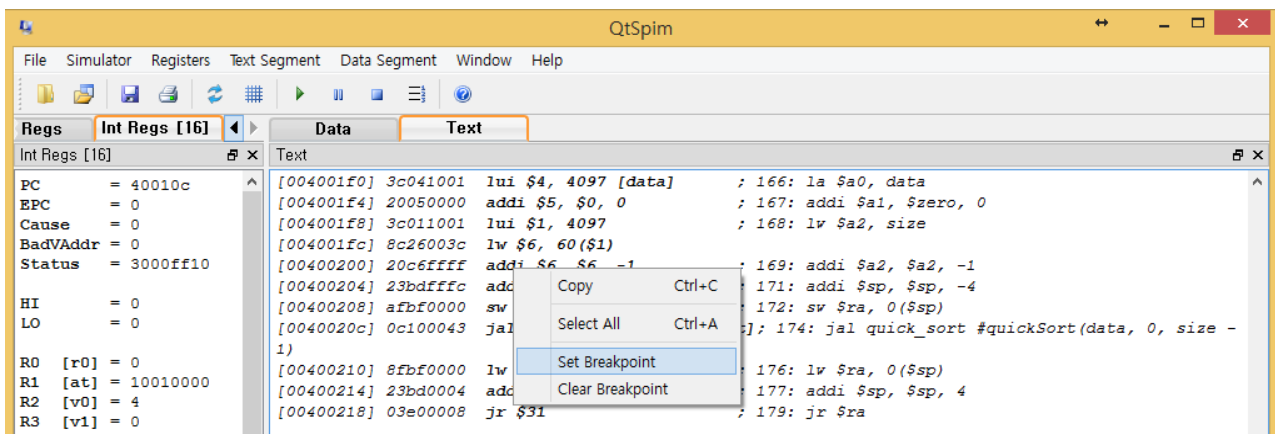 QtSpim
File Simulator Registers Text Segment Data Segment Window Help
Regs Int Regs [16] Data Text
Int Regs [16] Text
PC = 40010c
EPC = 0
Cause = 0
BadVAddr = 0
Status = 3000ff10
HI = 0
LO = 0
R0 [r0] = 0
R1 [at] = 10010000
R2 [v0] = 4
R3 [v1] = 0
[004001f0] 3c041001 lui $4, 4097 [data] ; 166: la $a0, data
[004001f4] 20050000 addi $5, $0, 0 ; 167: addi $a1, $zero, 0
[004001f8] 3c011001 lui $1, 4097 ; 168: lw $a2, size
[004001fc] 8c26003c lw $6, 60($1)
[00400200] 20c6ffff addi $6, $6, -1 ; 169: addi $a2, $a2, -1
[00400204] 23bdfffc add ; 171: addi $sp, $sp, -4
[00400208] afbf0000 sw ; 172: sw $ra, 0($sp)
[0040020c] 0c100043 jal ]; 174: jal quick_sort #quickSort(data, 0, size -
1)
[00400210] 8fbf0000 lw ; 176: lw $ra, 0($sp)
[00400214] 23bd0004 add ; 177: addi $sp, $sp, 4
[00400218] 03e00008 jr $31 ; 179: jr $ra
Copy Ctrl+C
Select All Ctrl+A
Set Breakpoint
Clear Breakpoint